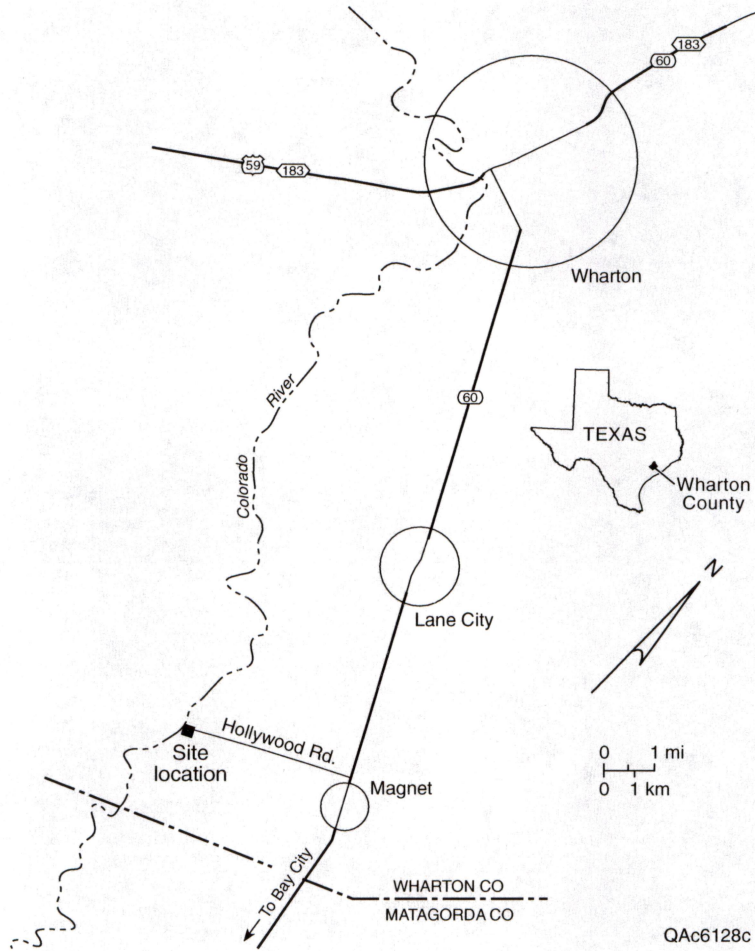 183
60
59
183
Wharton
River
60
TEXAS
Wharton
County
Colorado
N
Lane City
Hollywood Rd.
Site
location
0 1 mi
0 1 km
Magnet
To Bay City
WHARTON CO
MATAGORDA CO
QAc6128c